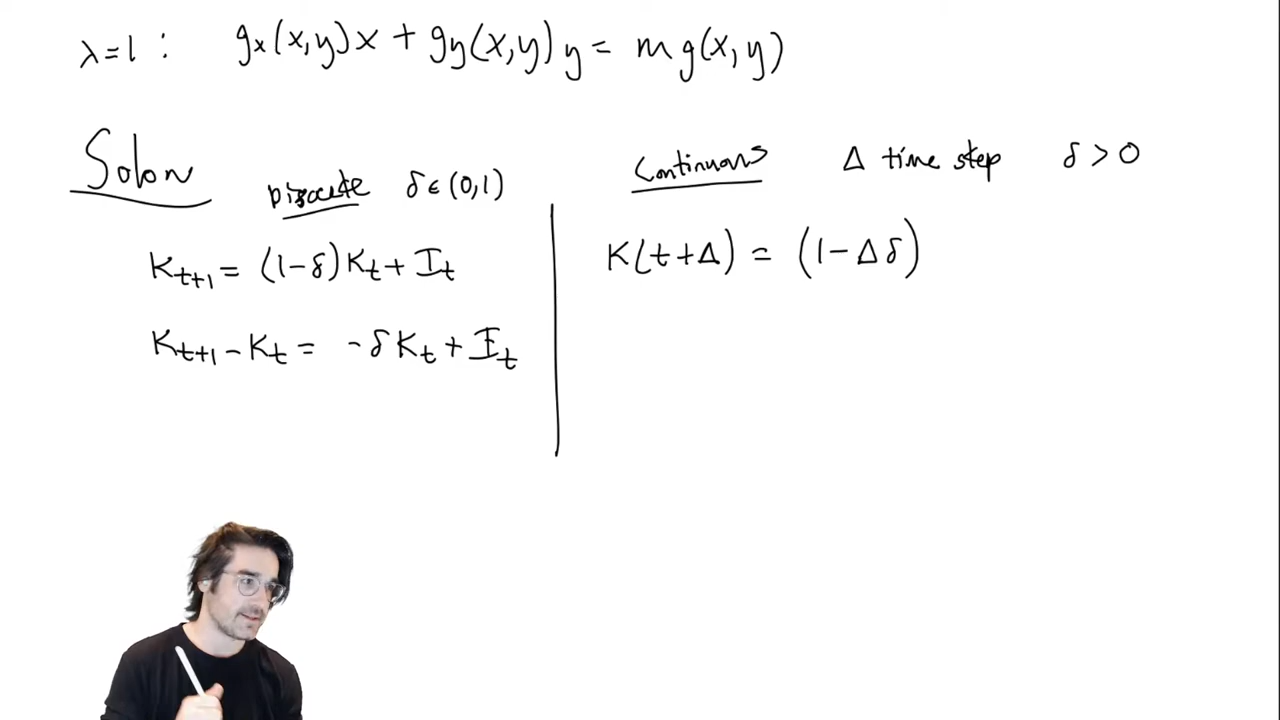 λ=1 : gx(x,y)x + gy(x,y)y = mg(x,y)
Solow
Discrete δ∈(0,1)
Kt+1 = (1-δ)Kt + It
Kt+1 - Kt = -δKt + It
Continuous Δ time step δ > 0
K(t+Δ) = (1-Δδ)